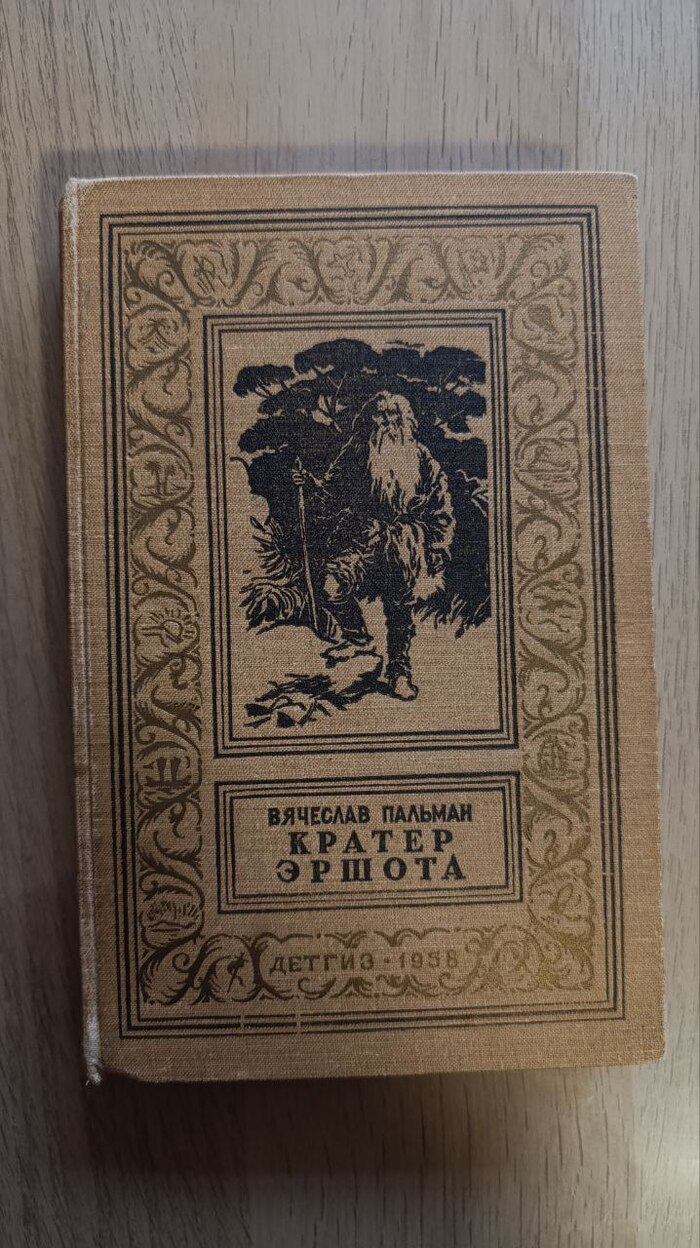 ВЯЧЕСЛАВ ПАЛЬМАН
КРАТЕР
ЭРШОТА
ДЕТГИЗ · 1958